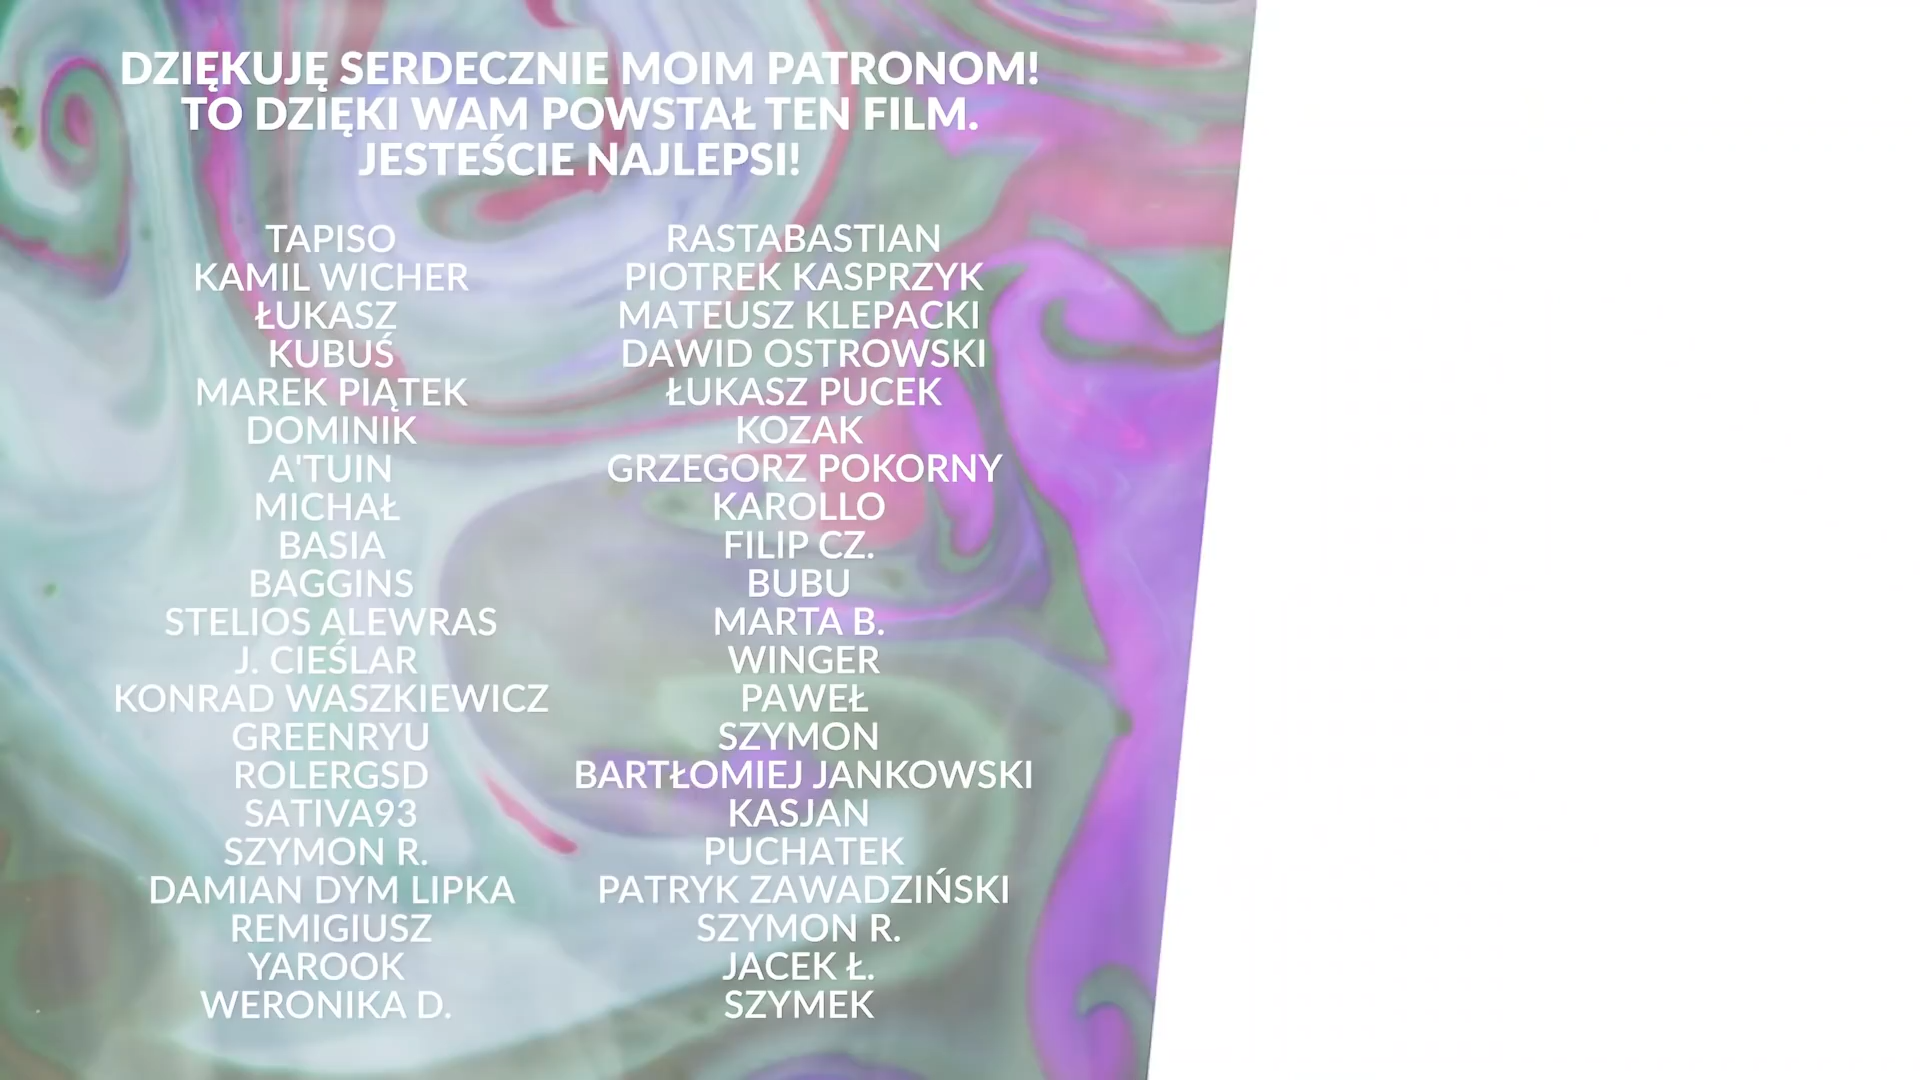 DZIĘKUJĘ SERDECZNIE MOIM PATRONOM!
TO DZIĘKI WAM POWSTAŁ TEN FILM.
JESTEŚCIE NAJLEPSI!
TAPISO
KAMIL WICHER
ŁUKASZ
KUBUŚ
MAREK PIĄTEK
DOMINIK
A'TUIN
MICHAŁ
BASIA
BAGGINS
STELIOS ALEWRAS
J. CIEŚLAR
KONRAD WASZKIEWICZ
GREENRYU
ROLERGSD
SATIVA93
SZYMON R.
DAMIAN DYM LIPKA
REMIGIUSZ
YAROOK
WERONIKA D.
RASTABASTIAN
PIOTREK KASPRZYK
MATEUSZ KLEPACKI
DAWID OSTROWSKI
ŁUKASZ PUCEK
KOZAK
GRZEGORZ POKORNY
KAROLLO
FILIP CZ.
BUBU
MARTA B.
WINGER
PAWEŁ
SZYMON
BARTŁOMIEJ JANKOWSKI
KASJAN
PUCHATEK
PATRYK ZAWADZIŃSKI
SZYMON R.
JACEK Ł.
SZYMEK